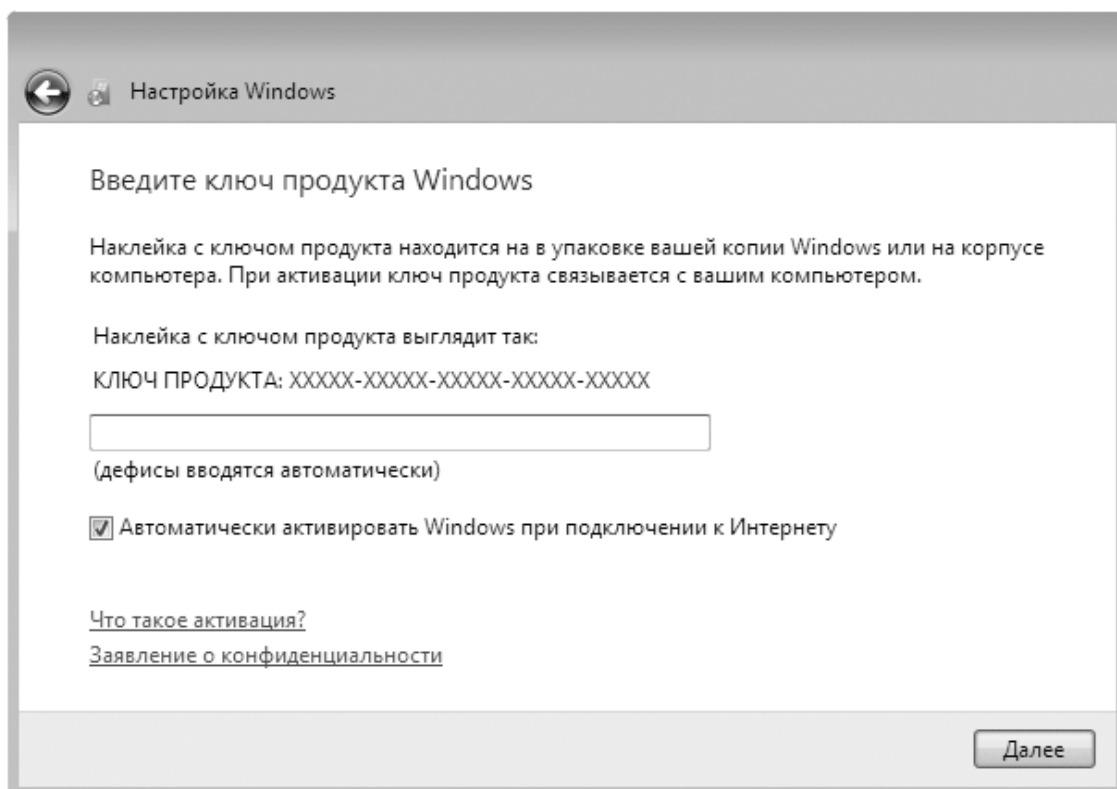 Настройка Windows
Введите ключ продукта Windows
Наклейка с ключом продукта находится на в упаковке вашей копии Windows или на корпусе
компьютера. При активации ключ продукта связывается с вашим компьютером.
Наклейка с ключом продукта выглядит так:
КЛЮЧ ПРОДУКТА: XXXXX-XXXXX-XXXXX-XXXXX-XXXXX
(дефисы вводятся автоматически)
Автоматически активировать Windows при подключении к Интернету
Что такое активация?
Заявление о конфиденциальности
Далее